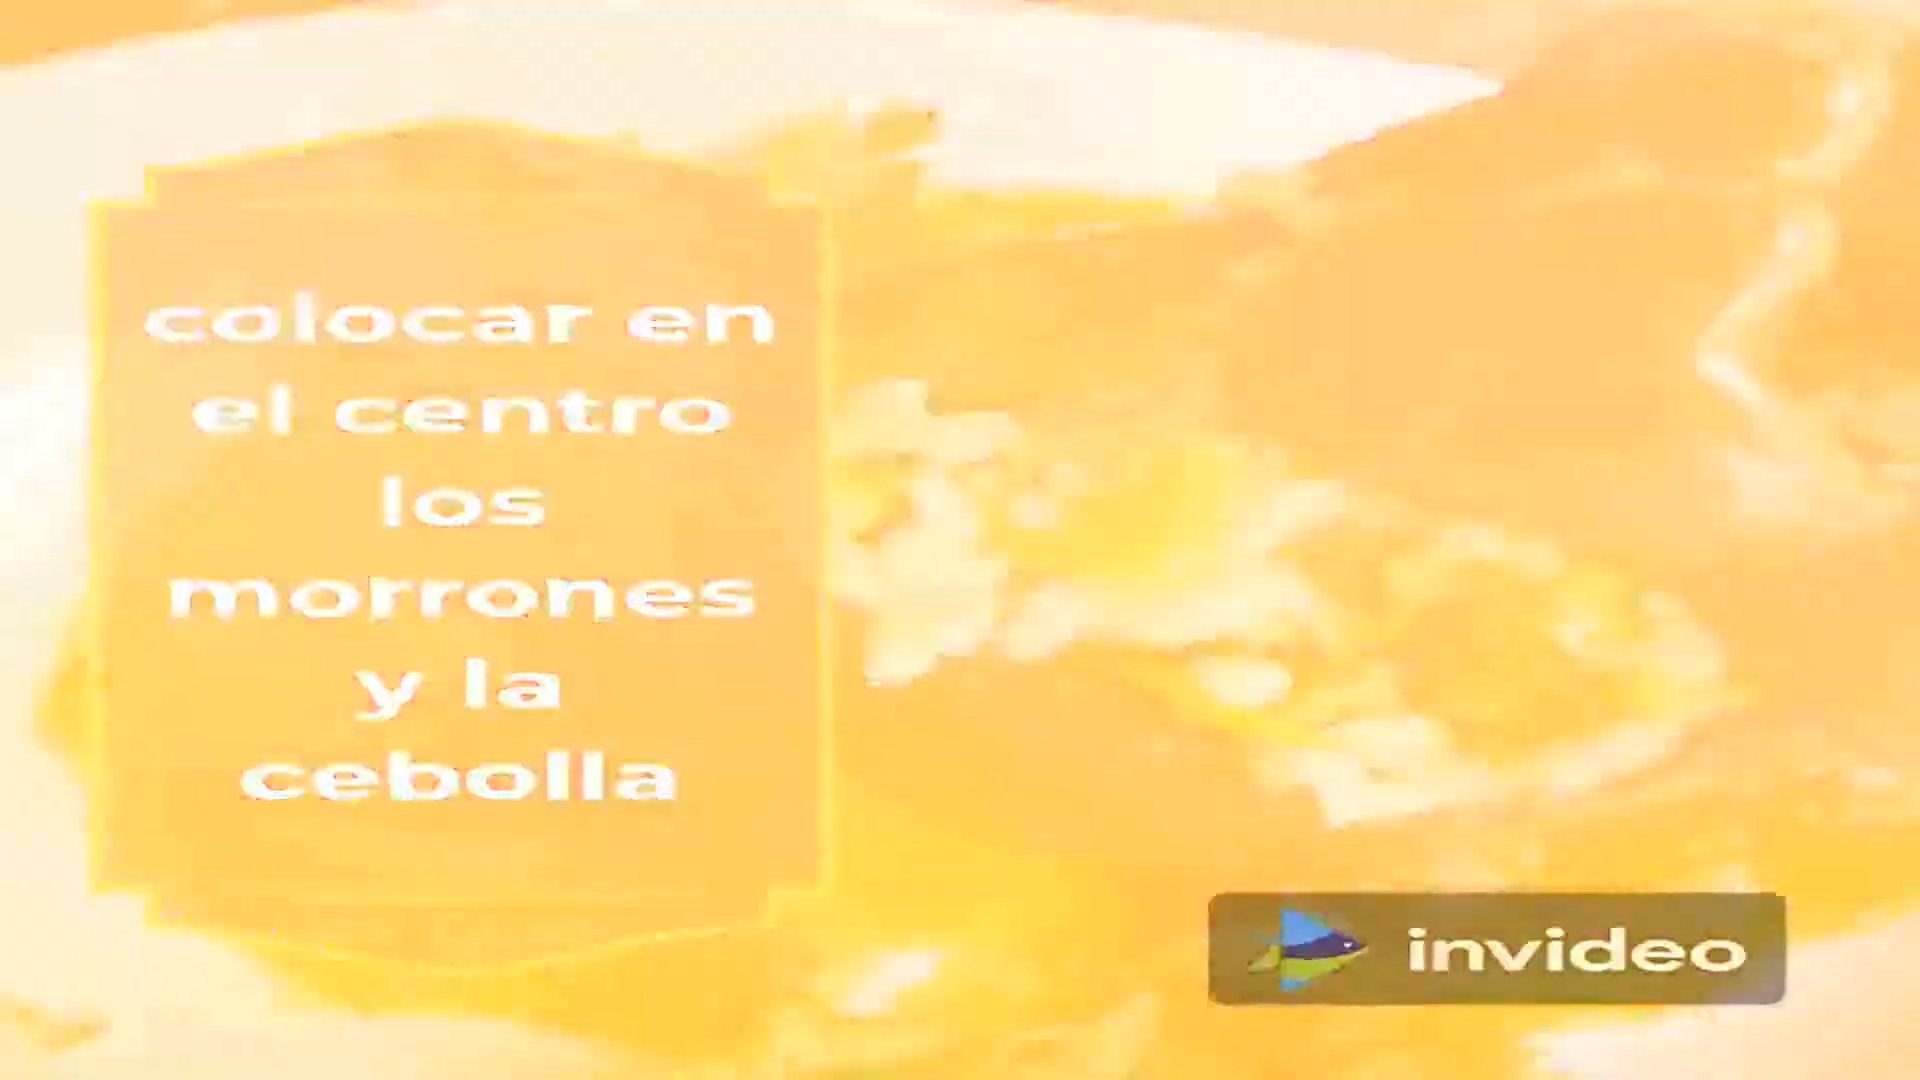 colocar en
el centro
los
morrones
y la
cebolla
invideo